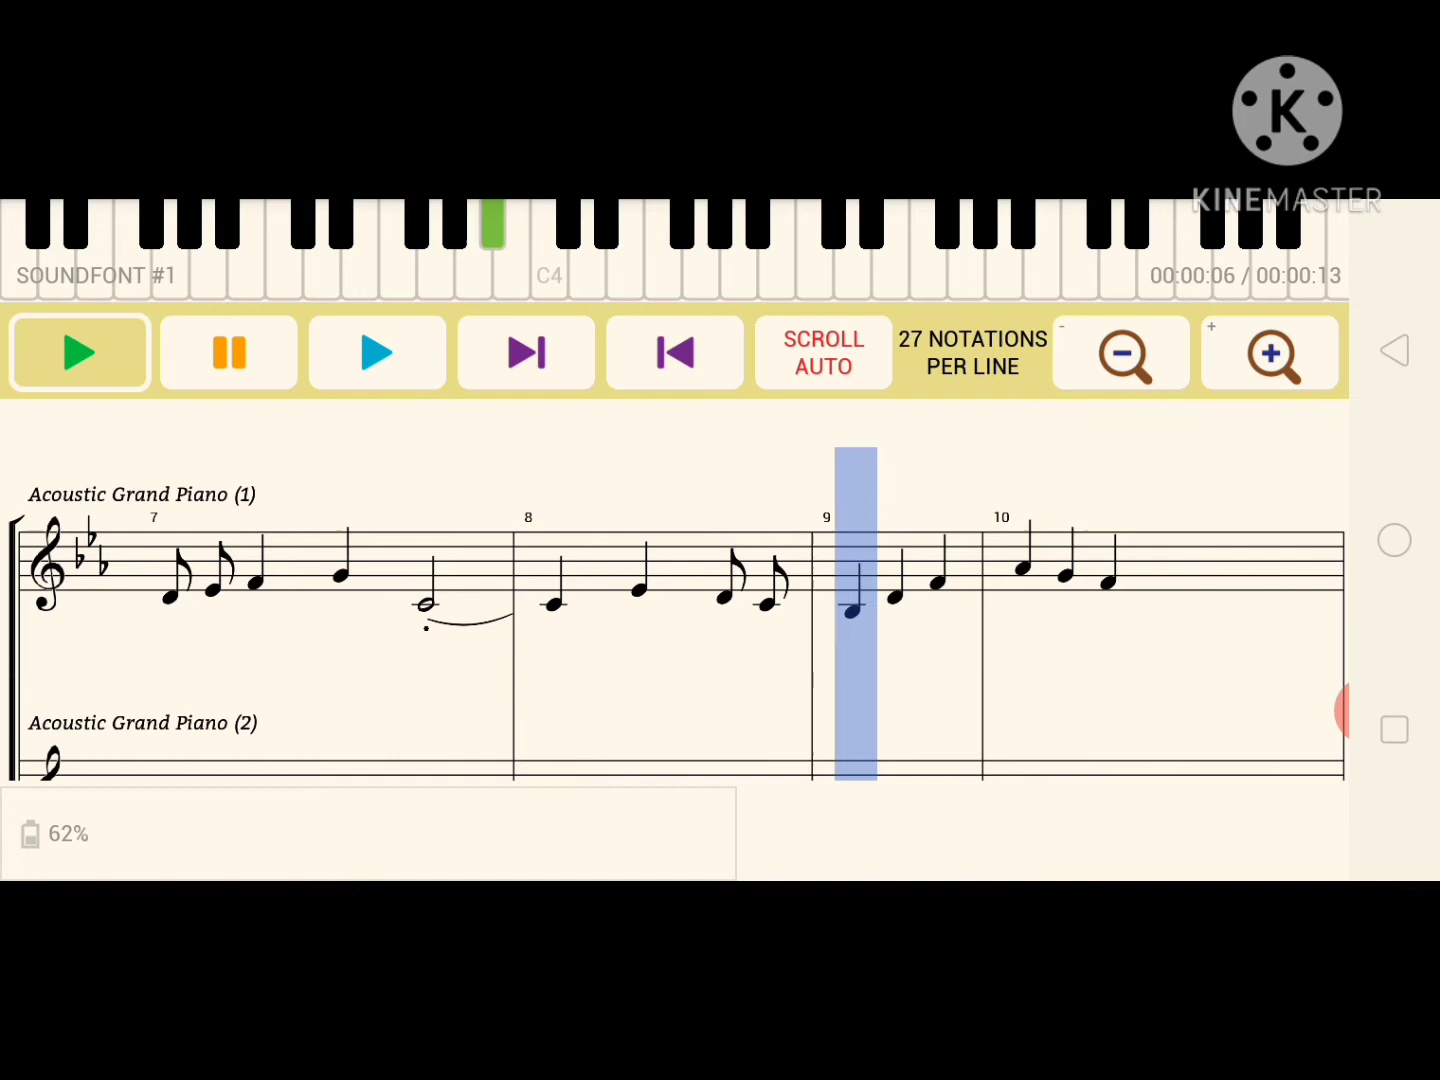 K
KINEMASTER
SOUNDFONT #1
C4
00:00:06 / 00:00:13
SCROLL
AUTO
27 NOTATIONS
PER LINE
-
+
Acoustic Grand Piano (1)
7
8
9
10
Acoustic Grand Piano (2)
62%